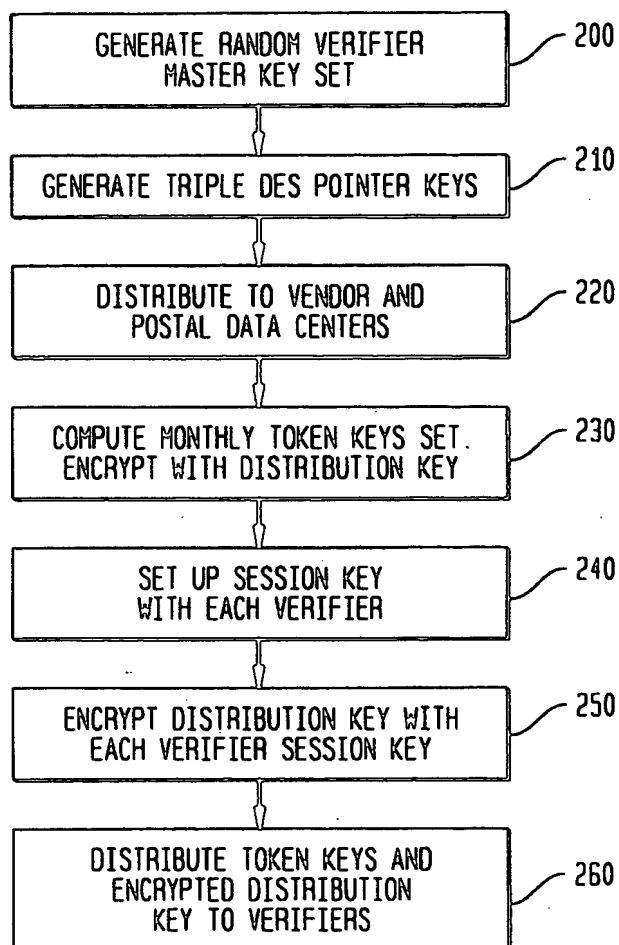 GENERATE RANDOM VERIFIER
MASTER KEY SET
200
GENERATE TRIPLE DES POINTER KEYS
210
DISTRIBUTE TO VENDOR AND
POSTAL DATA CENTERS
220
COMPUTE MONTHLY TOKEN KEYS SET.
ENCRYPT WITH DISTRIBUTION KEY
230
SET UP SESSION KEY
WITH EACH VERIFIER
240
ENCRYPT DISTRIBUTION KEY WITH
EACH VERIFIER SESSION KEY
250
DISTRIBUTE TOKEN KEYS AND
ENCRYPTED DISTRIBUTION
KEY TO VERIFIERS
260